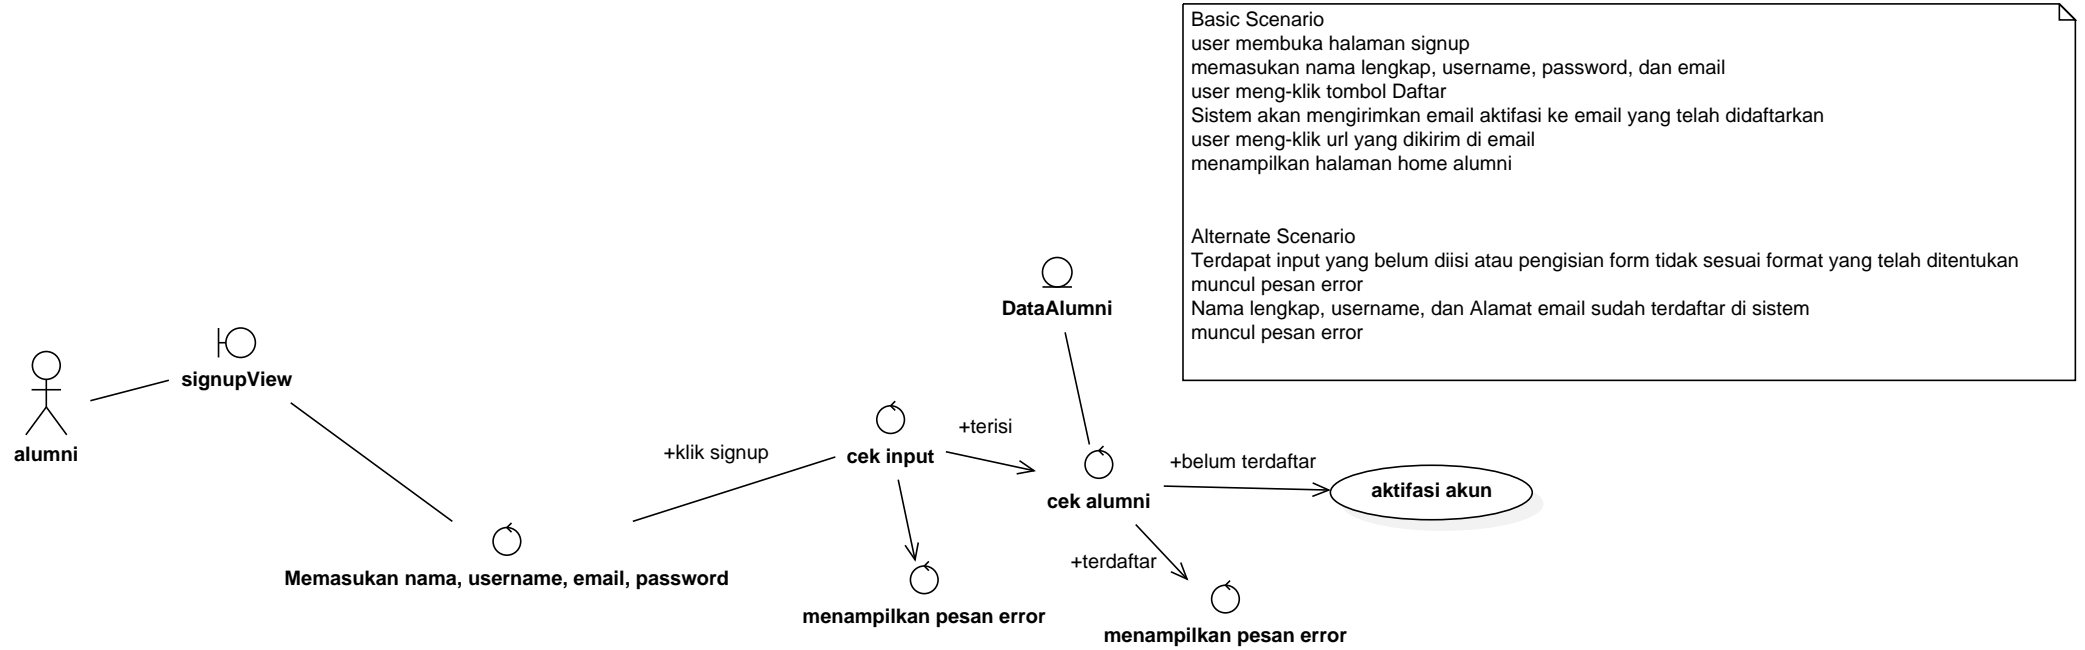 Basic Scenario
user membuka halaman signup
memasukan nama lengkap, username, password, dan email
user meng-klik tombol Daftar
Sistem akan mengirimkan email aktifasi ke email yang telah didaftarkan
user meng-klik url yang dikirim di email
menampilkan halaman home alumni
Alternate Scenario
Terdapat input yang belum diisi atau pengisian form tidak sesuai format yang telah ditentukan
muncul pesan error
Nama lengkap, username, dan Alamat email sudah terdaftar di sistem
muncul pesan error
DataAlumni
signupView
alumni
+klik signup
cek input
+terisi
cek alumni
+belum terdaftar
aktifasi akun
+terdaftar
Memasukan nama, username, email, password
menampilkan pesan error
menampilkan pesan error